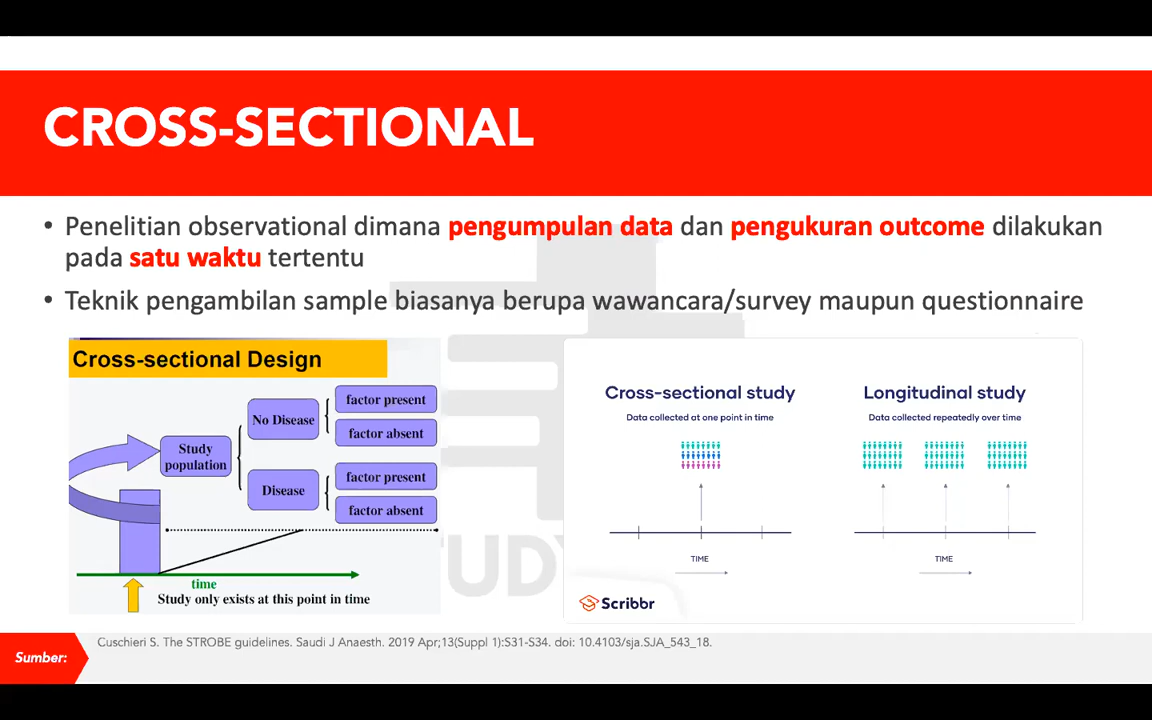 CROSS-SECTIONAL
• Penelitian observational dimana pengumpulan data dan pengukuran outcome dilakukan
pada satu waktu tertentu
• Teknik pengambilan sample biasanya berupa wawancara/survey maupun questionnaire
Cross-sectional Design
Study
population
No Disease
factor present
factor absent
Disease
factor present
factor absent
time
Study only exists at this point in time
Cross-sectional study
Data collected at one point in time
TIME
Longitudinal study
Data collected repeatedly over time
TIME
Scribbr
TUDY
Sumber:
Cuschieri S. The STROBE guidelines. Saudi J Anaesth. 2019 Apr;13(Suppl 1):S31-S34. doi: 10.4103/sja.SJA_543_18.